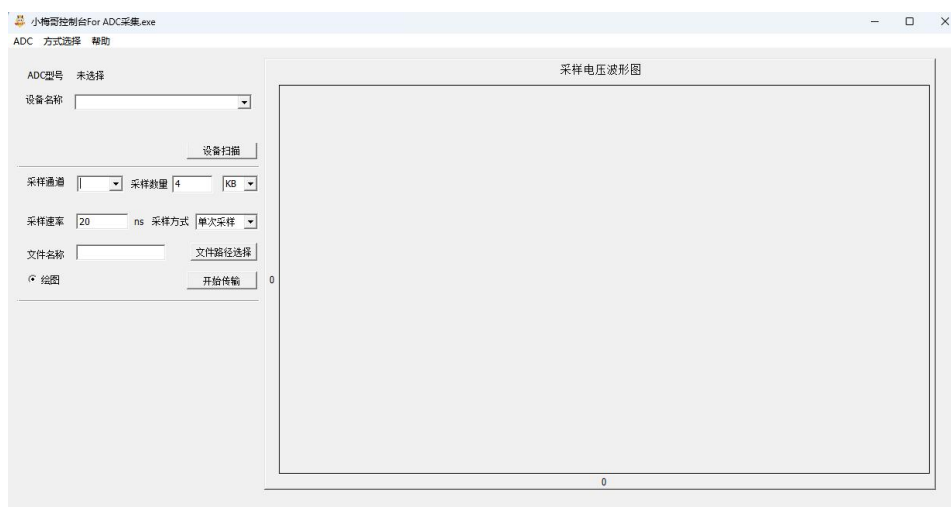 小梅哥控制台For ADC采集.exe
ADC 方式选择 帮助
ADC型号 未选择
设备名称
设备扫描
采样通道 采样数量 4 KB
采样速率 20 ns 采样方式 单次采样
文件名称 文件路径选择
绘图 开始传输
采样电压波形图
0
0